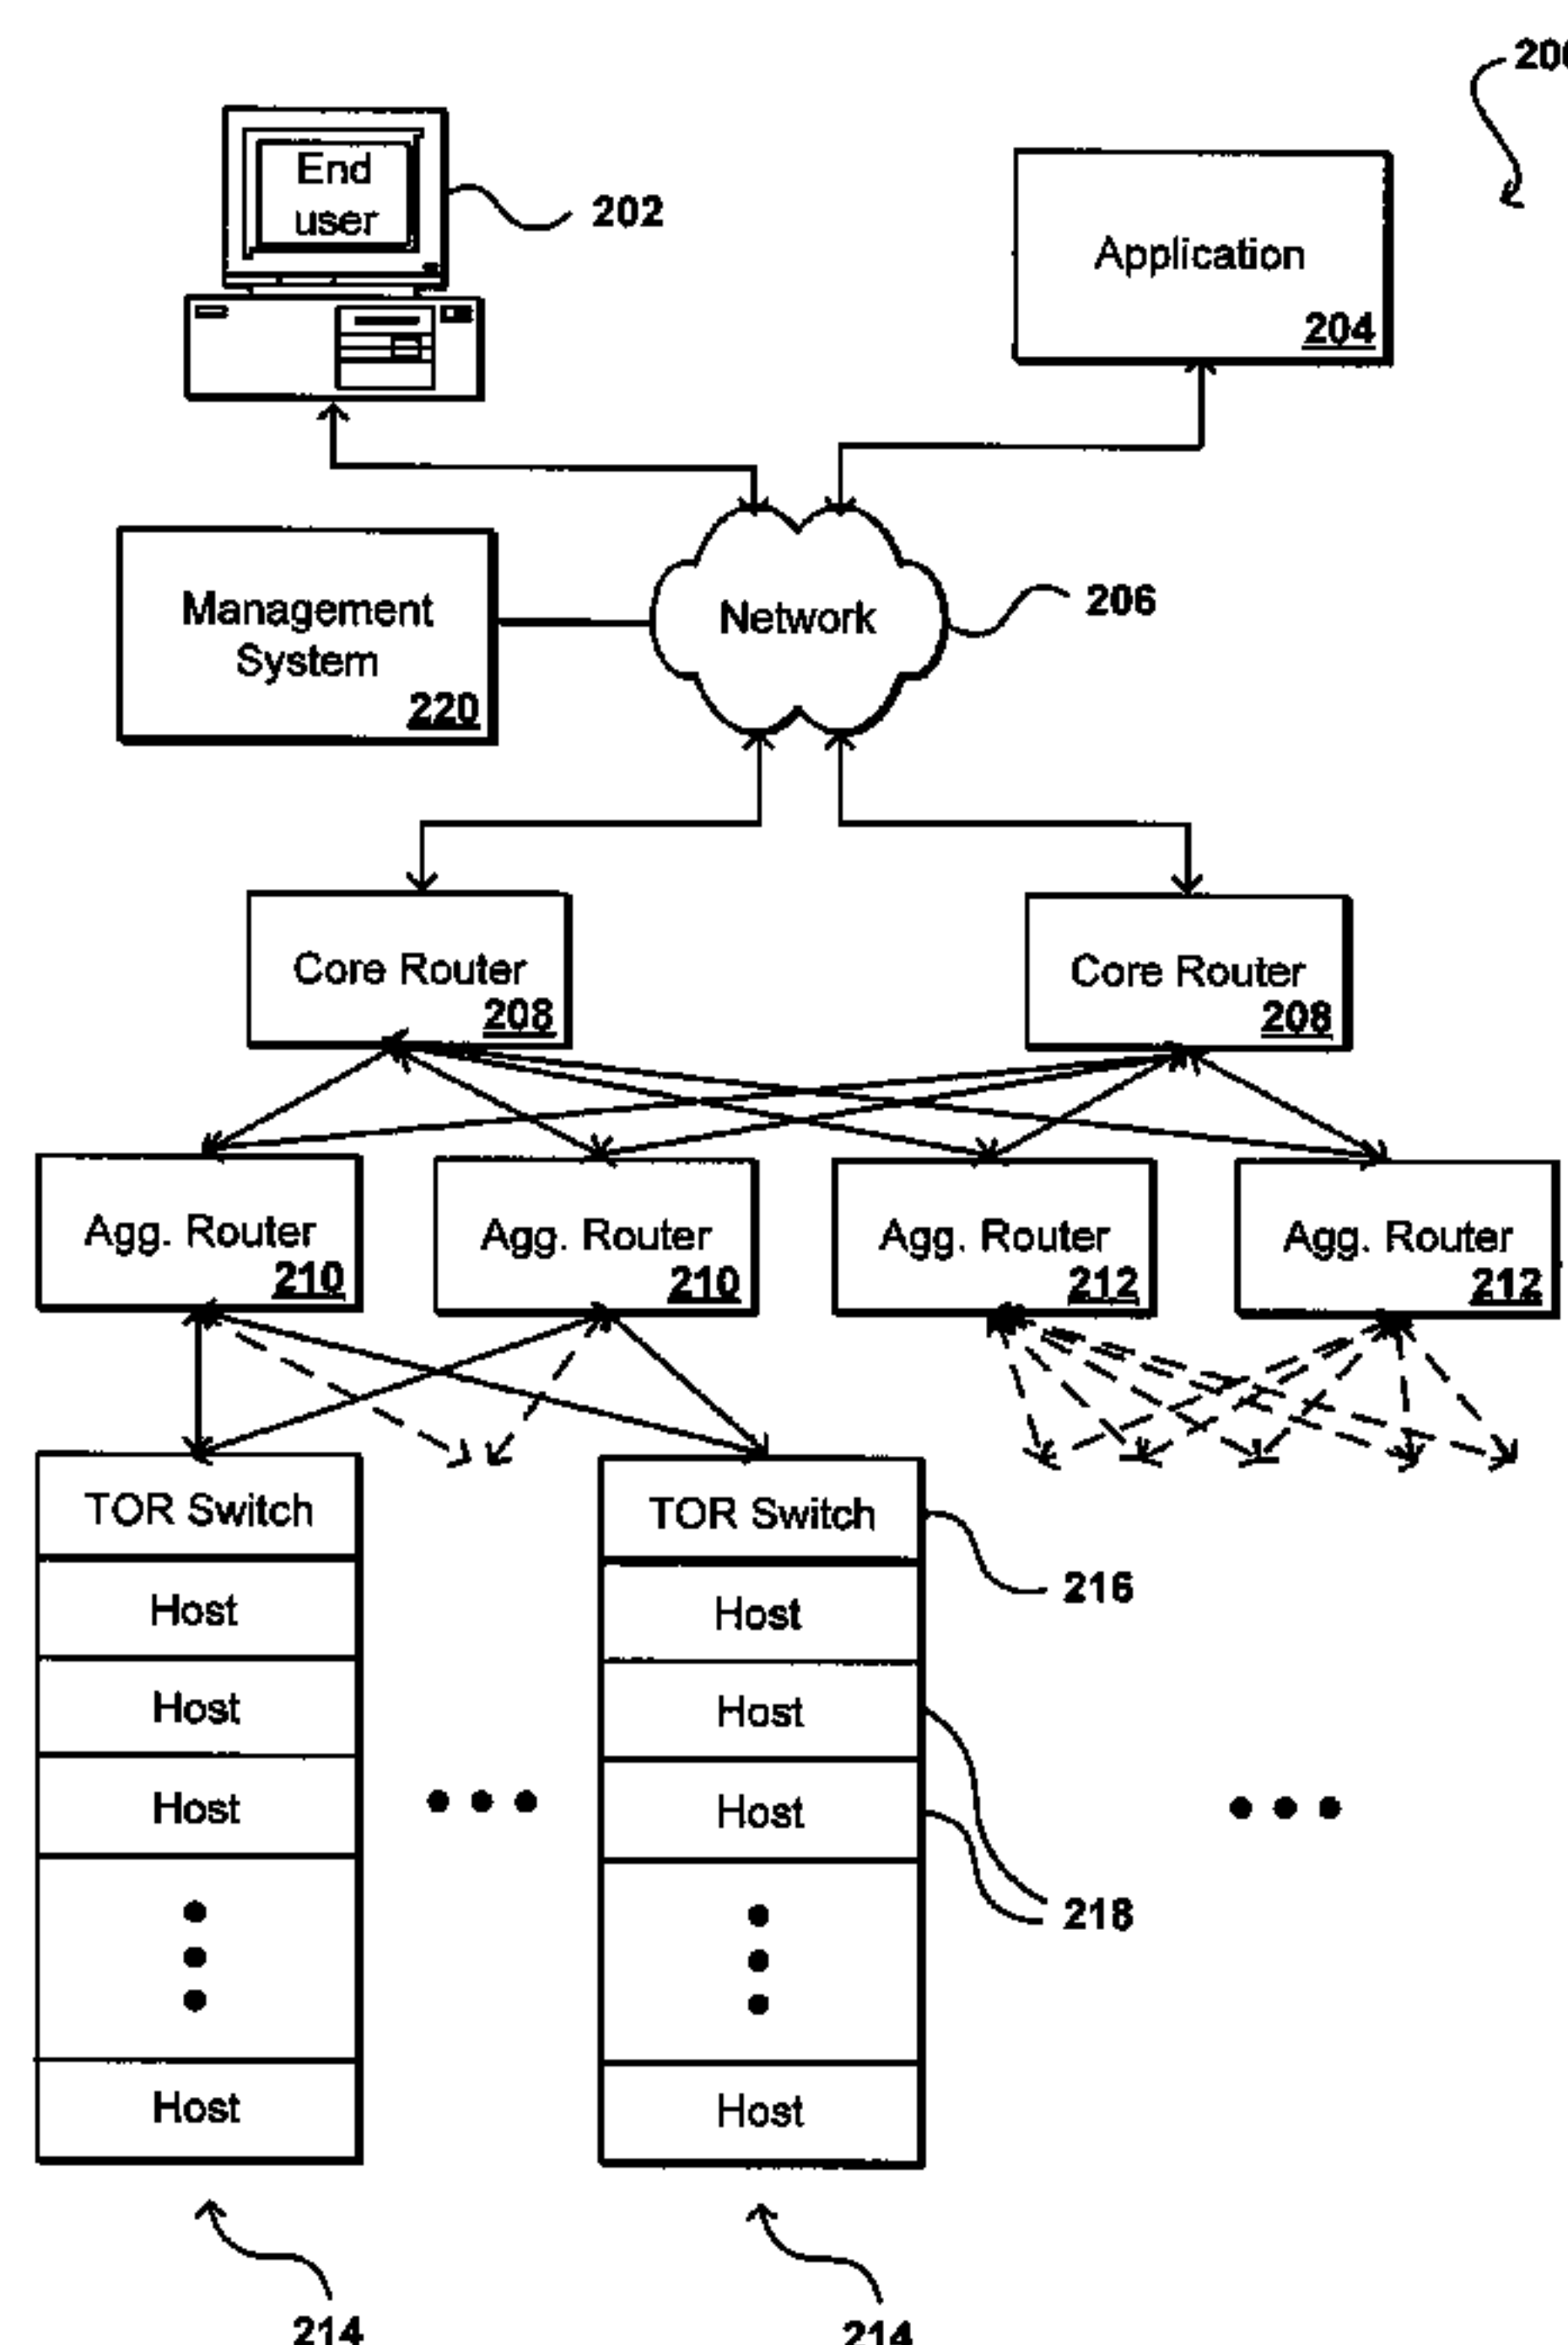 200
End
user
202
Application
204
Management
System
220
Network
206
Core Router
208
Core Router
208
Agg. Router
210
Agg. Router
210
Agg. Router
212
Agg. Router
212
TOR Switch
Host
Host
Host
Host
TOR Switch
216
Host
Host
Host
218
Host
214
214